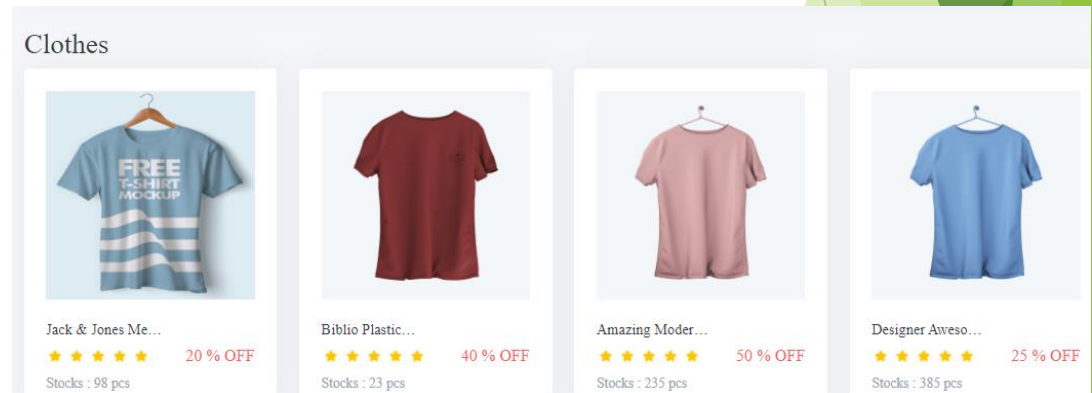 Clothes
FREE
T-SHIRT
MOCKUP
Jack & Jones Me...
20 % OFF
Stocks : 98 pcs
Biblio Plastic...
40 % OFF
Stocks : 23 pcs
Amazing Moder...
50 % OFF
Stocks : 235 pcs
Designer Aweso...
25 % OFF
Stocks : 385 pcs